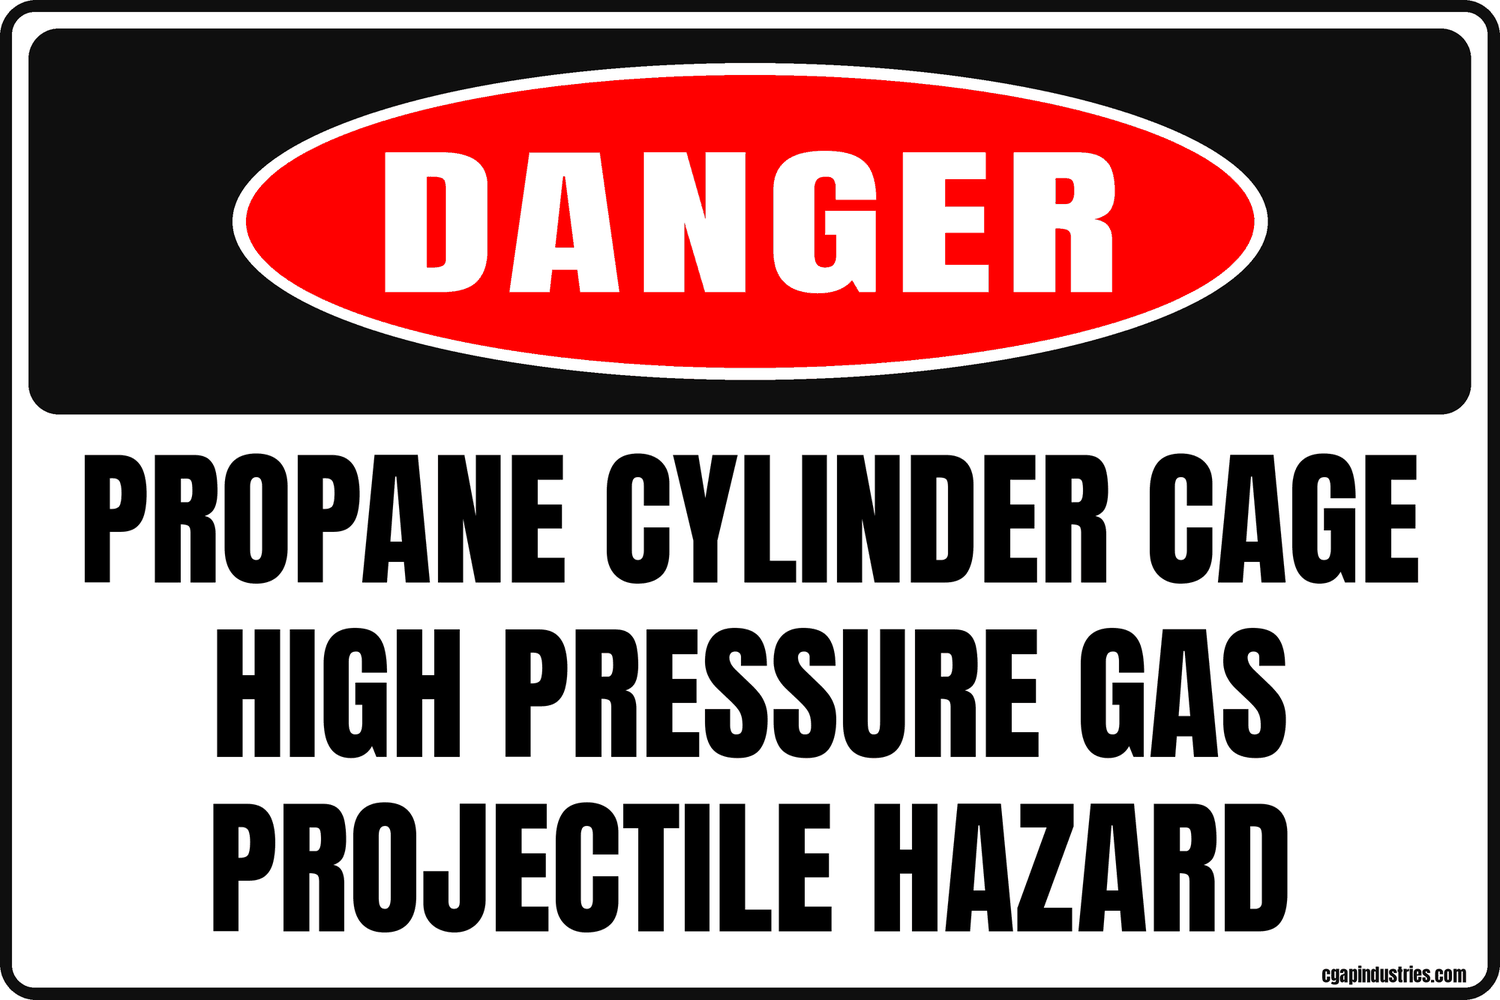 DANGER
PROPANE CYLINDER CAGE
HIGH PRESSURE GAS
PROJECTILE HAZARD
cgapindustries.com